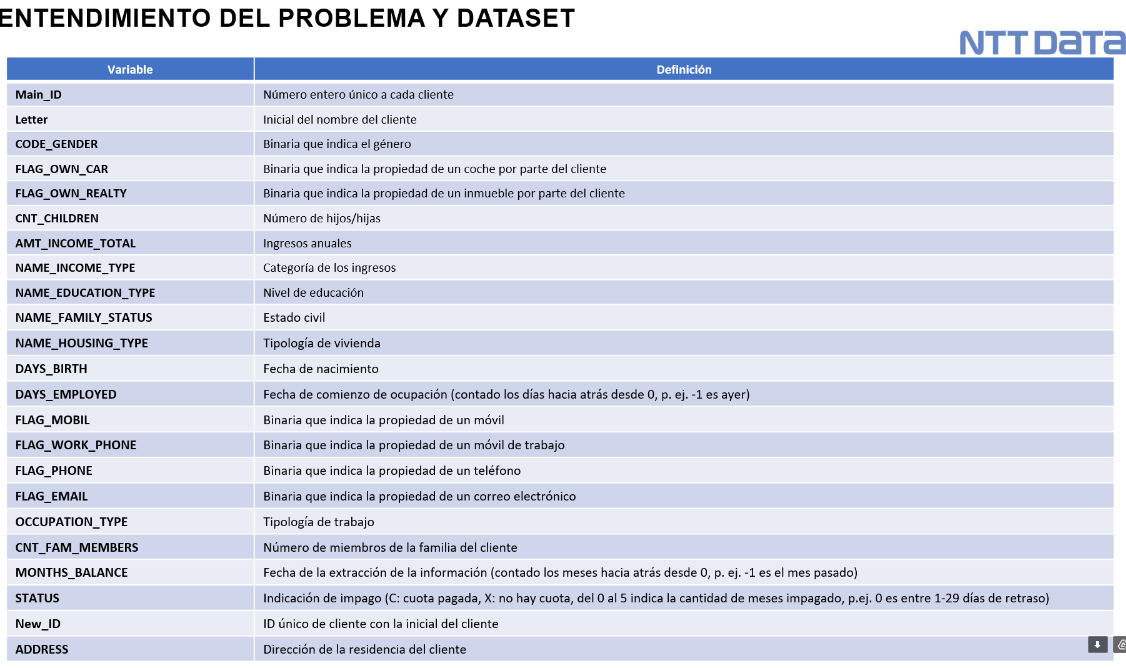 ENTENDIMIENTO DEL PROBLEMA Y DATASET
NTT DATA
Variable Definición
Main_ID Número entero único a cada cliente
Letter Inicial del nombre del cliente
CODE_GENDER Binaria que indica el género
FLAG_OWN_CAR Binaria que indica la propiedad de un coche por parte del cliente
FLAG_OWN_REALTY Binaria que indica la propiedad de un inmueble por parte del cliente
CNT_CHILDREN Número de hijos/hijas
AMT_INCOME_TOTAL Ingresos anuales
NAME_INCOME_TYPE Categoría de los ingresos
NAME_EDUCATION_TYPE Nivel de educación
NAME_FAMILY_STATUS Estado civil
NAME_HOUSING_TYPE Tipología de vivienda
DAYS_BIRTH Fecha de nacimiento
DAYS_EMPLOYED Fecha de comienzo de ocupación (contado los días hacia atrás desde 0, p. ej. -1 es ayer)
FLAG_MOBIL Binaria que indica la propiedad de un móvil
FLAG_WORK_PHONE Binaria que indica la propiedad de un móvil de trabajo
FLAG_PHONE Binaria que indica la propiedad de un teléfono
FLAG_EMAIL Binaria que indica la propiedad de un correo electrónico
OCCUPATION_TYPE Tipología de trabajo
CNT_FAM_MEMBERS Número de miembros de la familia del cliente
MONTHS_BALANCE Fecha de la extracción de la información (contado los meses hacia atrás desde 0, p. ej. -1 es el mes pasado)
STATUS Indicación de impago (C: cuota pagada, X: no hay cuota, del 0 al 5 indica la cantidad de meses impagado, p.ej. 0 es entre 1-29 días de retraso)
New_ID ID único de cliente con la inicial del cliente
ADDRESS Dirección de la residencia del cliente